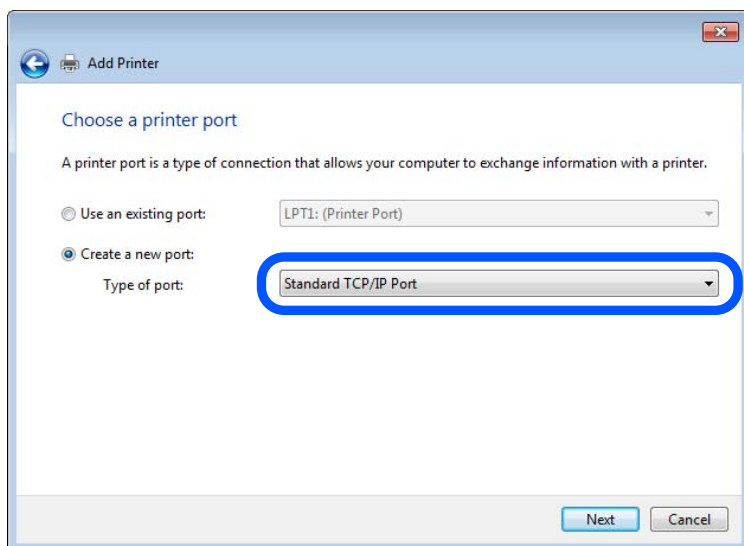 Add Printer
Choose a printer port
A printer port is a type of connection that allows your computer to exchange information with a printer.
Use an existing port: LPT1: (Printer Port)
Create a new port:
Type of port: Standard TCP/IP Port
Next Cancel